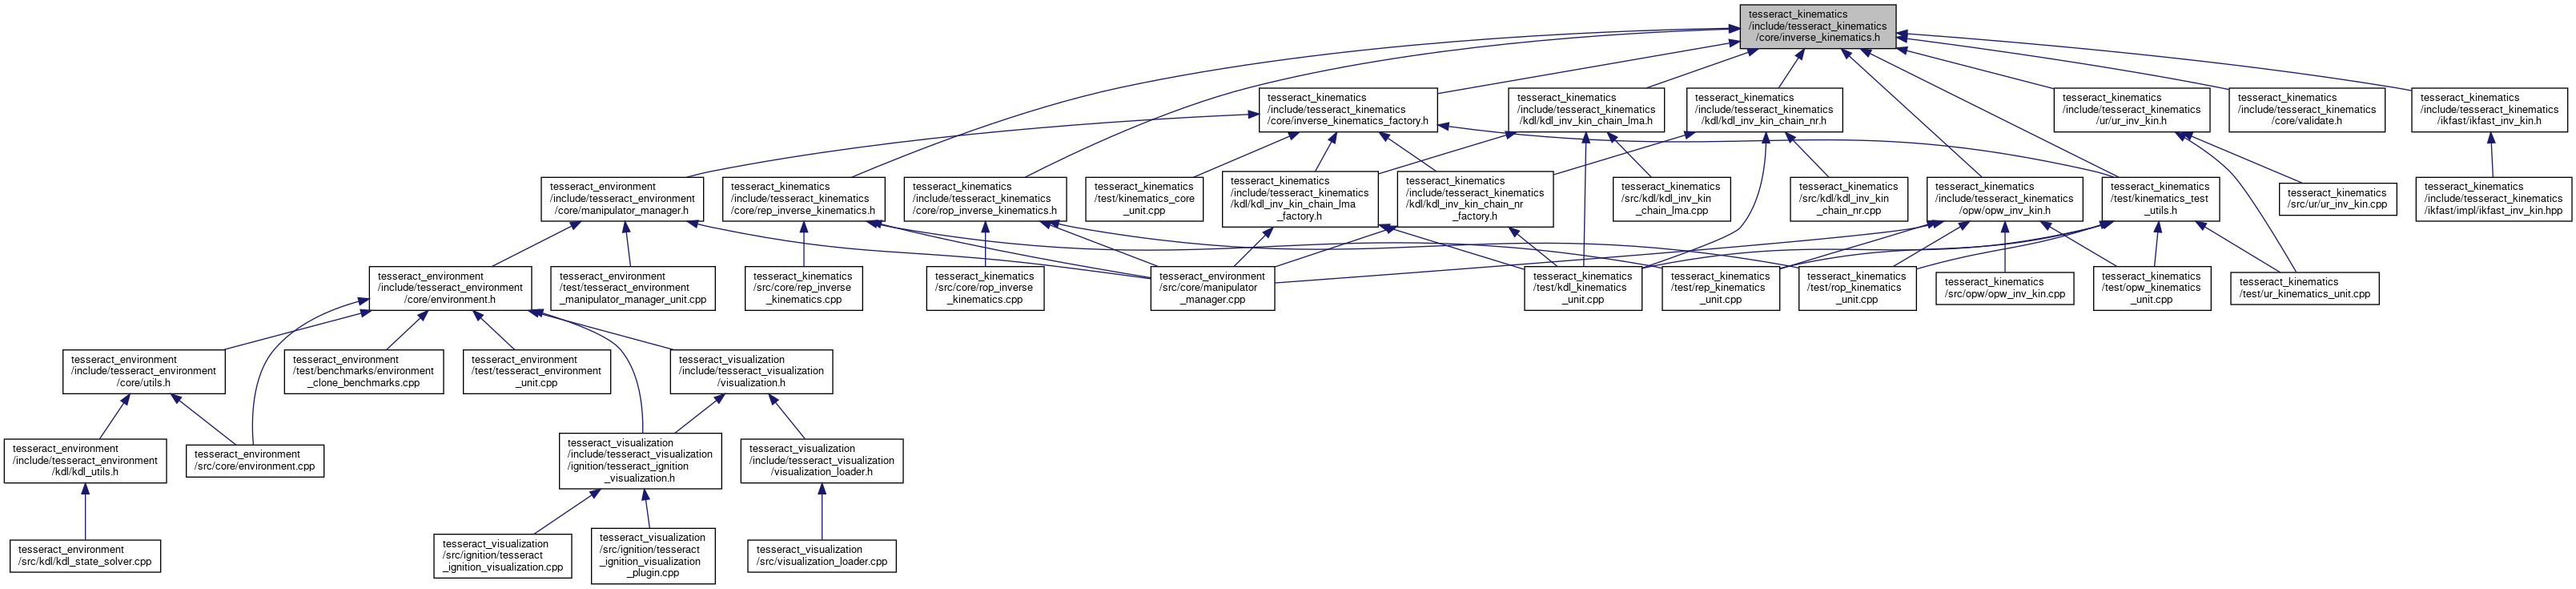 tesseract_kinematics
/include/tesseract_kinematics
/core/inverse_kinematics.h
tesseract_kinematics
/include/tesseract_kinematics
/core/inverse_kinematics_factory.h
tesseract_kinematics
/include/tesseract_kinematics
/kdl/kdl_inv_kin_chain_lma.h
tesseract_kinematics
/include/tesseract_kinematics
/kdl/kdl_inv_kin_chain_nr.h
tesseract_kinematics
/include/tesseract_kinematics
/ur/ur_inv_kin.h
tesseract_kinematics
/include/tesseract_kinematics
/core/validate.h
tesseract_kinematics
/include/tesseract_kinematics
/ikfast/ikfast_inv_kin.h
tesseract_environment
/include/tesseract_environment
/core/manipulator_manager.h
tesseract_kinematics
/include/tesseract_kinematics
/core/rep_inverse_kinematics.h
tesseract_kinematics
/include/tesseract_kinematics
/core/rop_inverse_kinematics.h
tesseract_kinematics
/test/kinematics_core
_unit.cpp
tesseract_kinematics
/include/tesseract_kinematics
/kdl/kdl_inv_kin_chain_lma
_factory.h
tesseract_kinematics
/include/tesseract_kinematics
/kdl/kdl_inv_kin_chain_nr
_factory.h
tesseract_kinematics
/src/kdl/kdl_inv_kin
_chain_lma.cpp
tesseract_kinematics
/src/kdl/kdl_inv_kin
_chain_nr.cpp
tesseract_kinematics
/include/tesseract_kinematics
/opw/opw_inv_kin.h
tesseract_kinematics
/test/kinematics_test
_utils.h
tesseract_kinematics
/src/ur/ur_inv_kin.cpp
tesseract_kinematics
/include/tesseract_kinematics
/ikfast/impl/ikfast_inv_kin.hpp
tesseract_environment
/include/tesseract_environment
/core/environment.h
tesseract_environment
/test/tesseract_environment
_manipulator_manager_unit.cpp
tesseract_kinematics
/src/core/rep_inverse
_kinematics.cpp
tesseract_kinematics
/src/core/rop_inverse
_kinematics.cpp
tesseract_environment
/src/core/manipulator
_manager.cpp
tesseract_kinematics
/test/kdl_kinematics
_unit.cpp
tesseract_kinematics
/test/rep_kinematics
_unit.cpp
tesseract_kinematics
/test/rop_kinematics
_unit.cpp
tesseract_kinematics
/src/opw/opw_inv_kin.cpp
tesseract_kinematics
/test/opw_kinematics
_unit.cpp
tesseract_kinematics
/test/ur_kinematics_unit.cpp
tesseract_environment
/include/tesseract_environment
/core/utils.h
tesseract_environment
/test/benchmarks/environment
_clone_benchmarks.cpp
tesseract_environment
/test/tesseract_environment
_unit.cpp
tesseract_visualization
/include/tesseract_visualization
/visualization.h
tesseract_environment
/include/tesseract_environment
/kdl/kdl_utils.h
tesseract_environment
/src/core/environment.cpp
tesseract_visualization
/include/tesseract_visualization
/ignition/tesseract_ignition
_visualization.h
tesseract_visualization
/include/tesseract_visualization
/visualization_loader.h
tesseract_environment
/src/kdl/kdl_state_solver.cpp
tesseract_visualization
/src/ignition/tesseract
_ignition_visualization.cpp
tesseract_visualization
/src/ignition/tesseract
_ignition_visualization
_plugin.cpp
tesseract_visualization
/src/visualization_loader.cpp